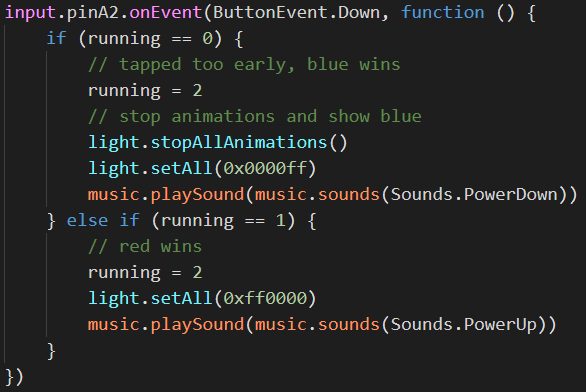 input.pinA2.onEvent(ButtonEvent.Down, function () {
    if (running == 0) {
        // tapped too early, blue wins
        running = 2
        // stop animations and show blue
        light.stopAllAnimations()
        light.setAll(0x0000ff)
        music.playSound(music.sounds(Sounds.PowerDown))
    } else if (running == 1) {
        // red wins
        running = 2
        light.setAll(0xff0000)
        music.playSound(music.sounds(Sounds.PowerUp))
    }
})